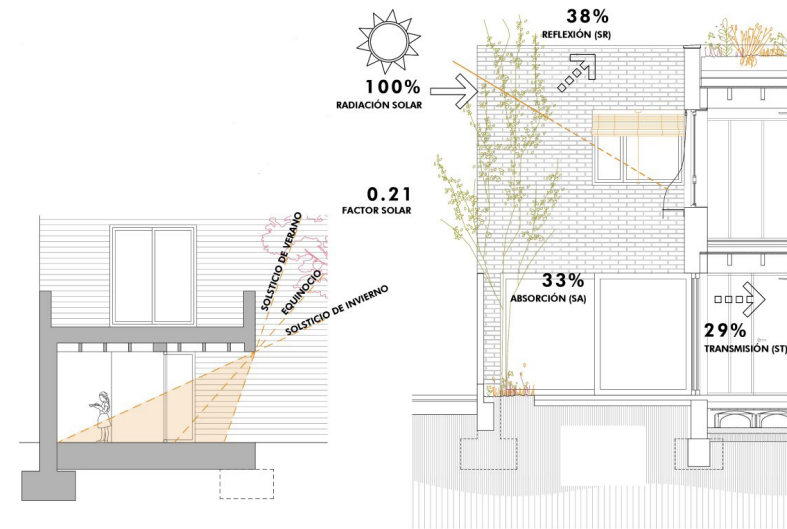 38%
REFLEXIÓN (SR)
100%
RADIACIÓN SOLAR
0.21
FACTOR SOLAR
SOLSTICIO DE VERANO
EQUINOCIO
SOLSTICIO DE INVIERNO
33%
ABSORCIÓN (SA)
29%
TRANSMISIÓN (ST)